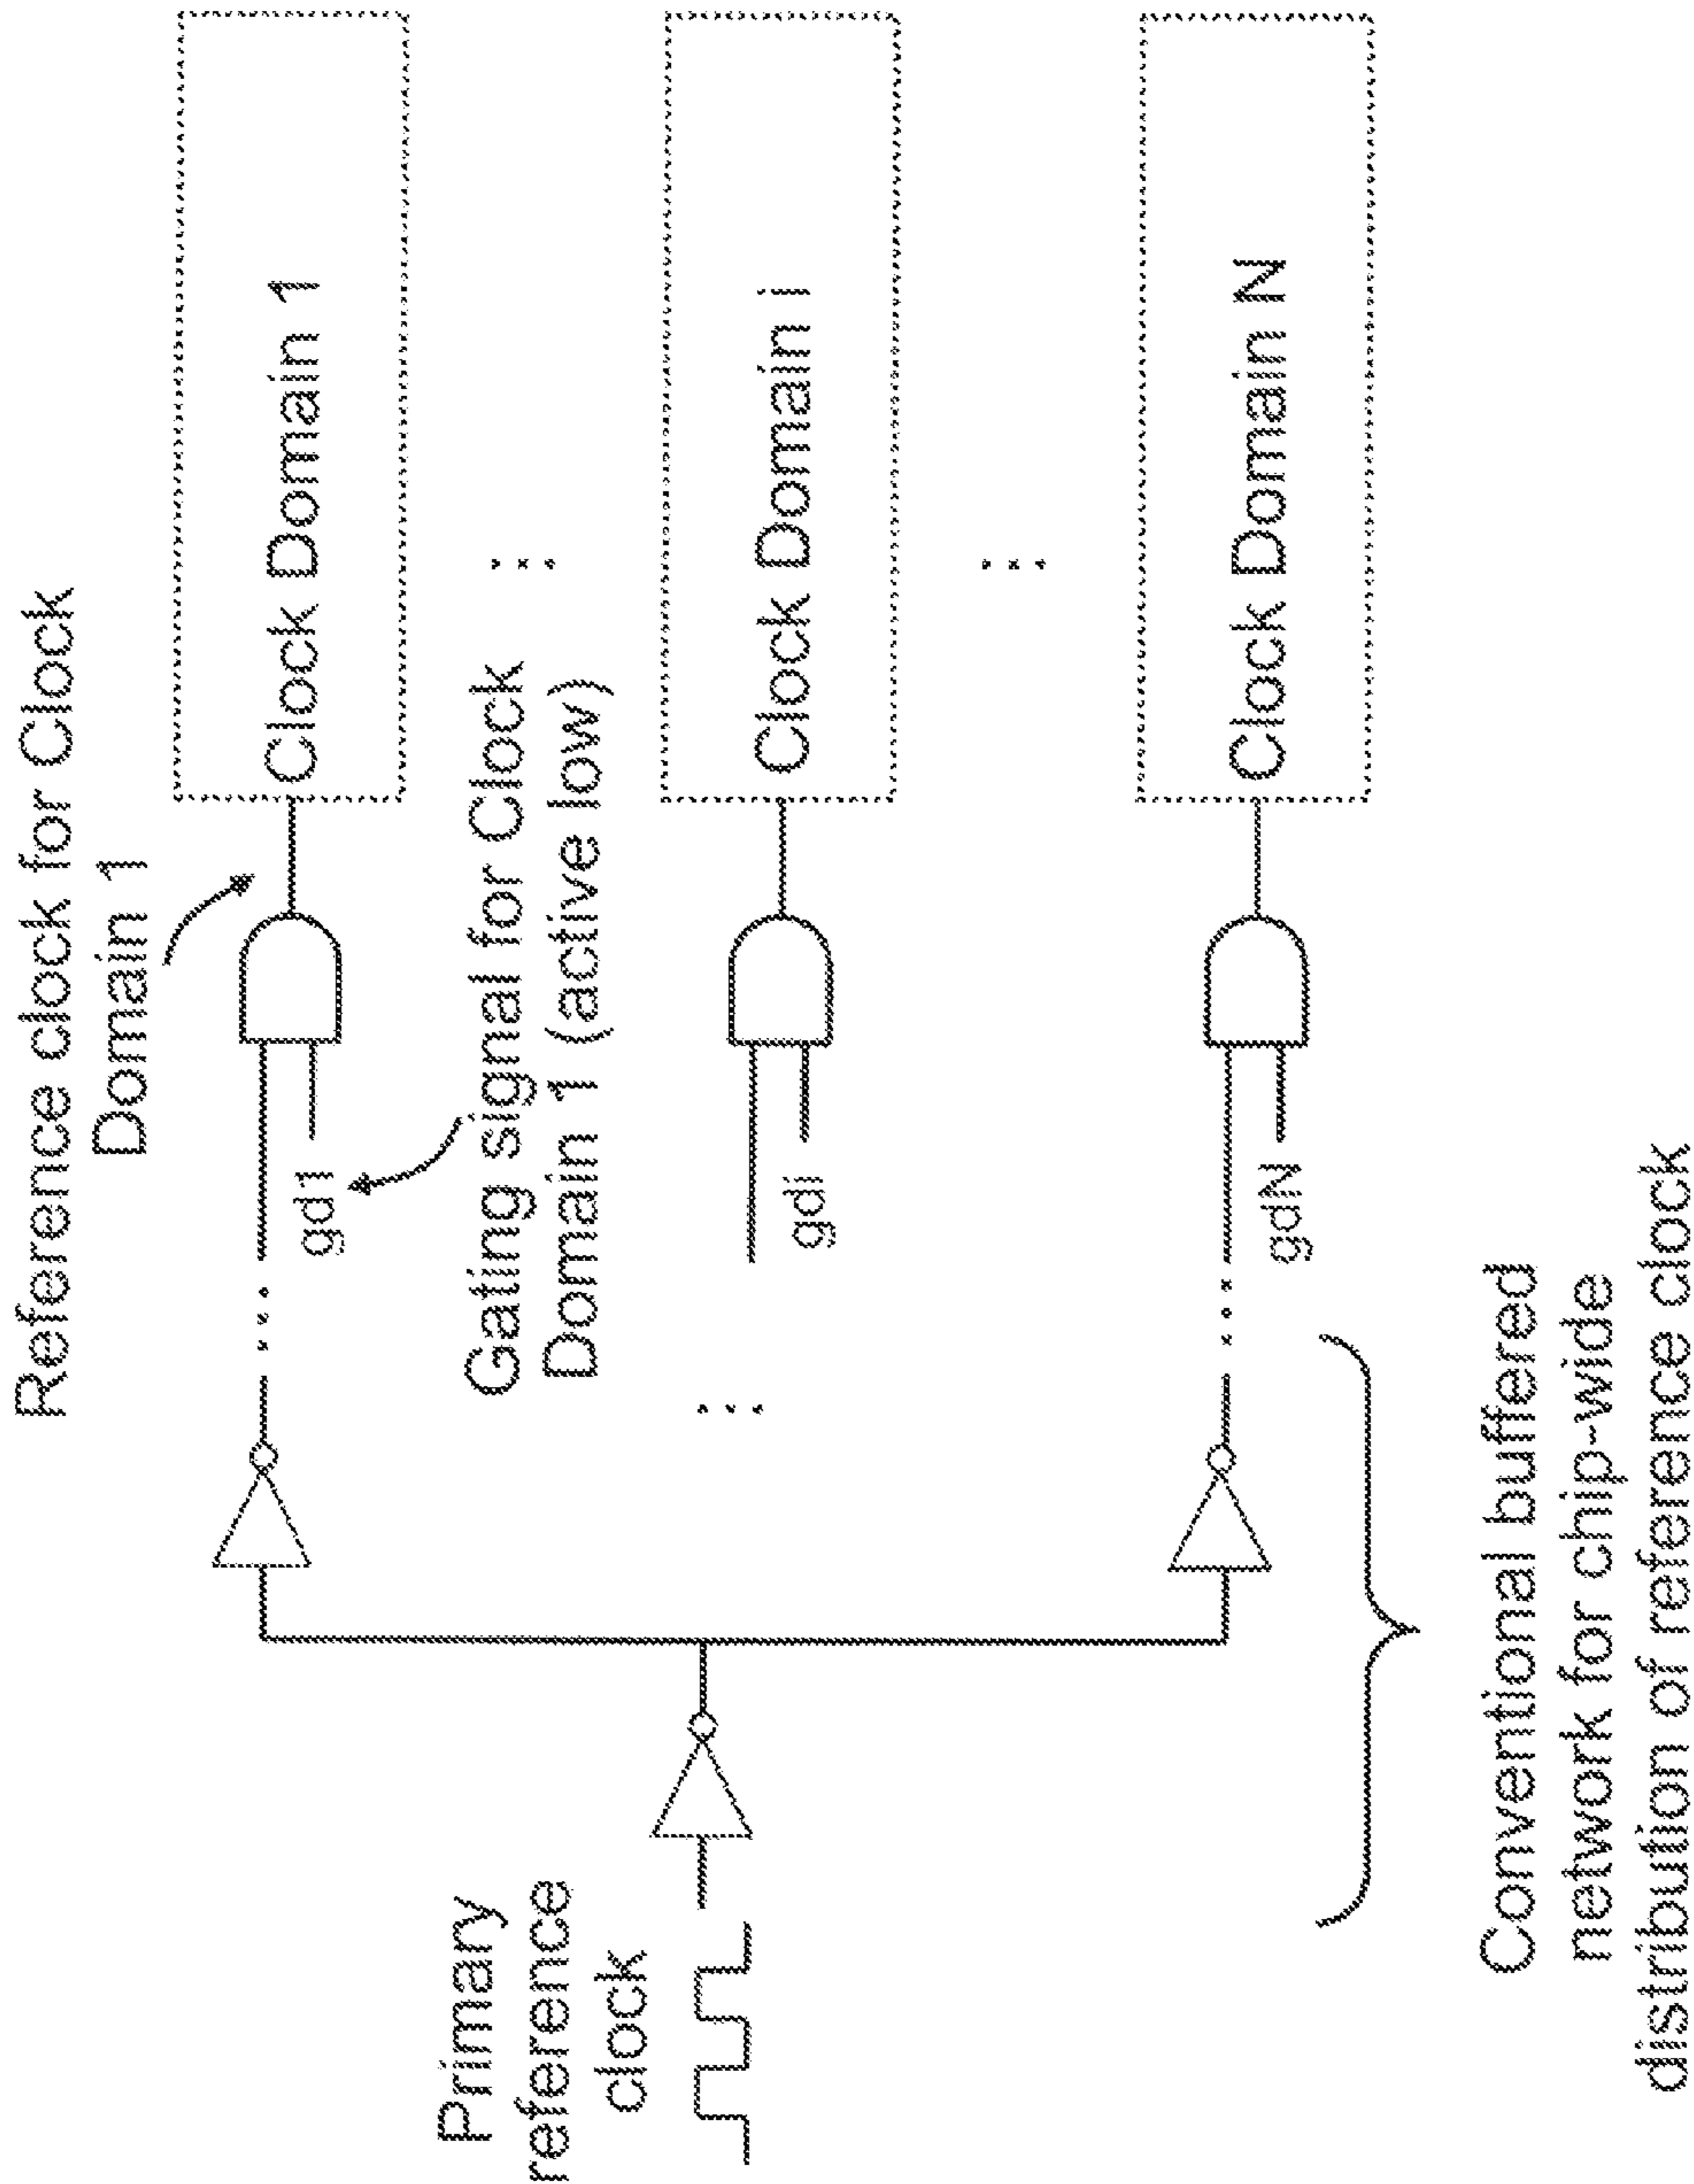 Reference clock for Clock
Domain 1
Clock Domain 1
gd1
Gating signal for Clock
Domain 1 (active low)
Primary
reference
clock
Clock Domain i
gdi
Clock Domain N
gdN
Conventional buffered
network for chip-wide
distribution of reference clock